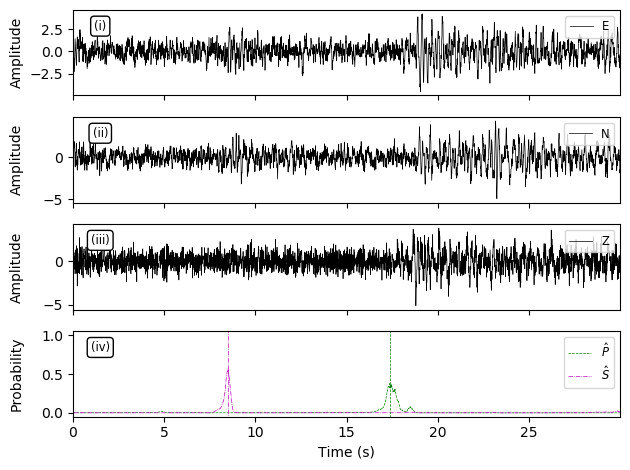 (i)
E
Amplitude
2.5
0.0
−2.5
(ii)
N
Amplitude
0
−5
(iii)
Z
Amplitude
0
−5
(iv)
P̂
Ŝ
Probability
1.0
0.5
0.0
0 5 10 15 20 25
Time (s)